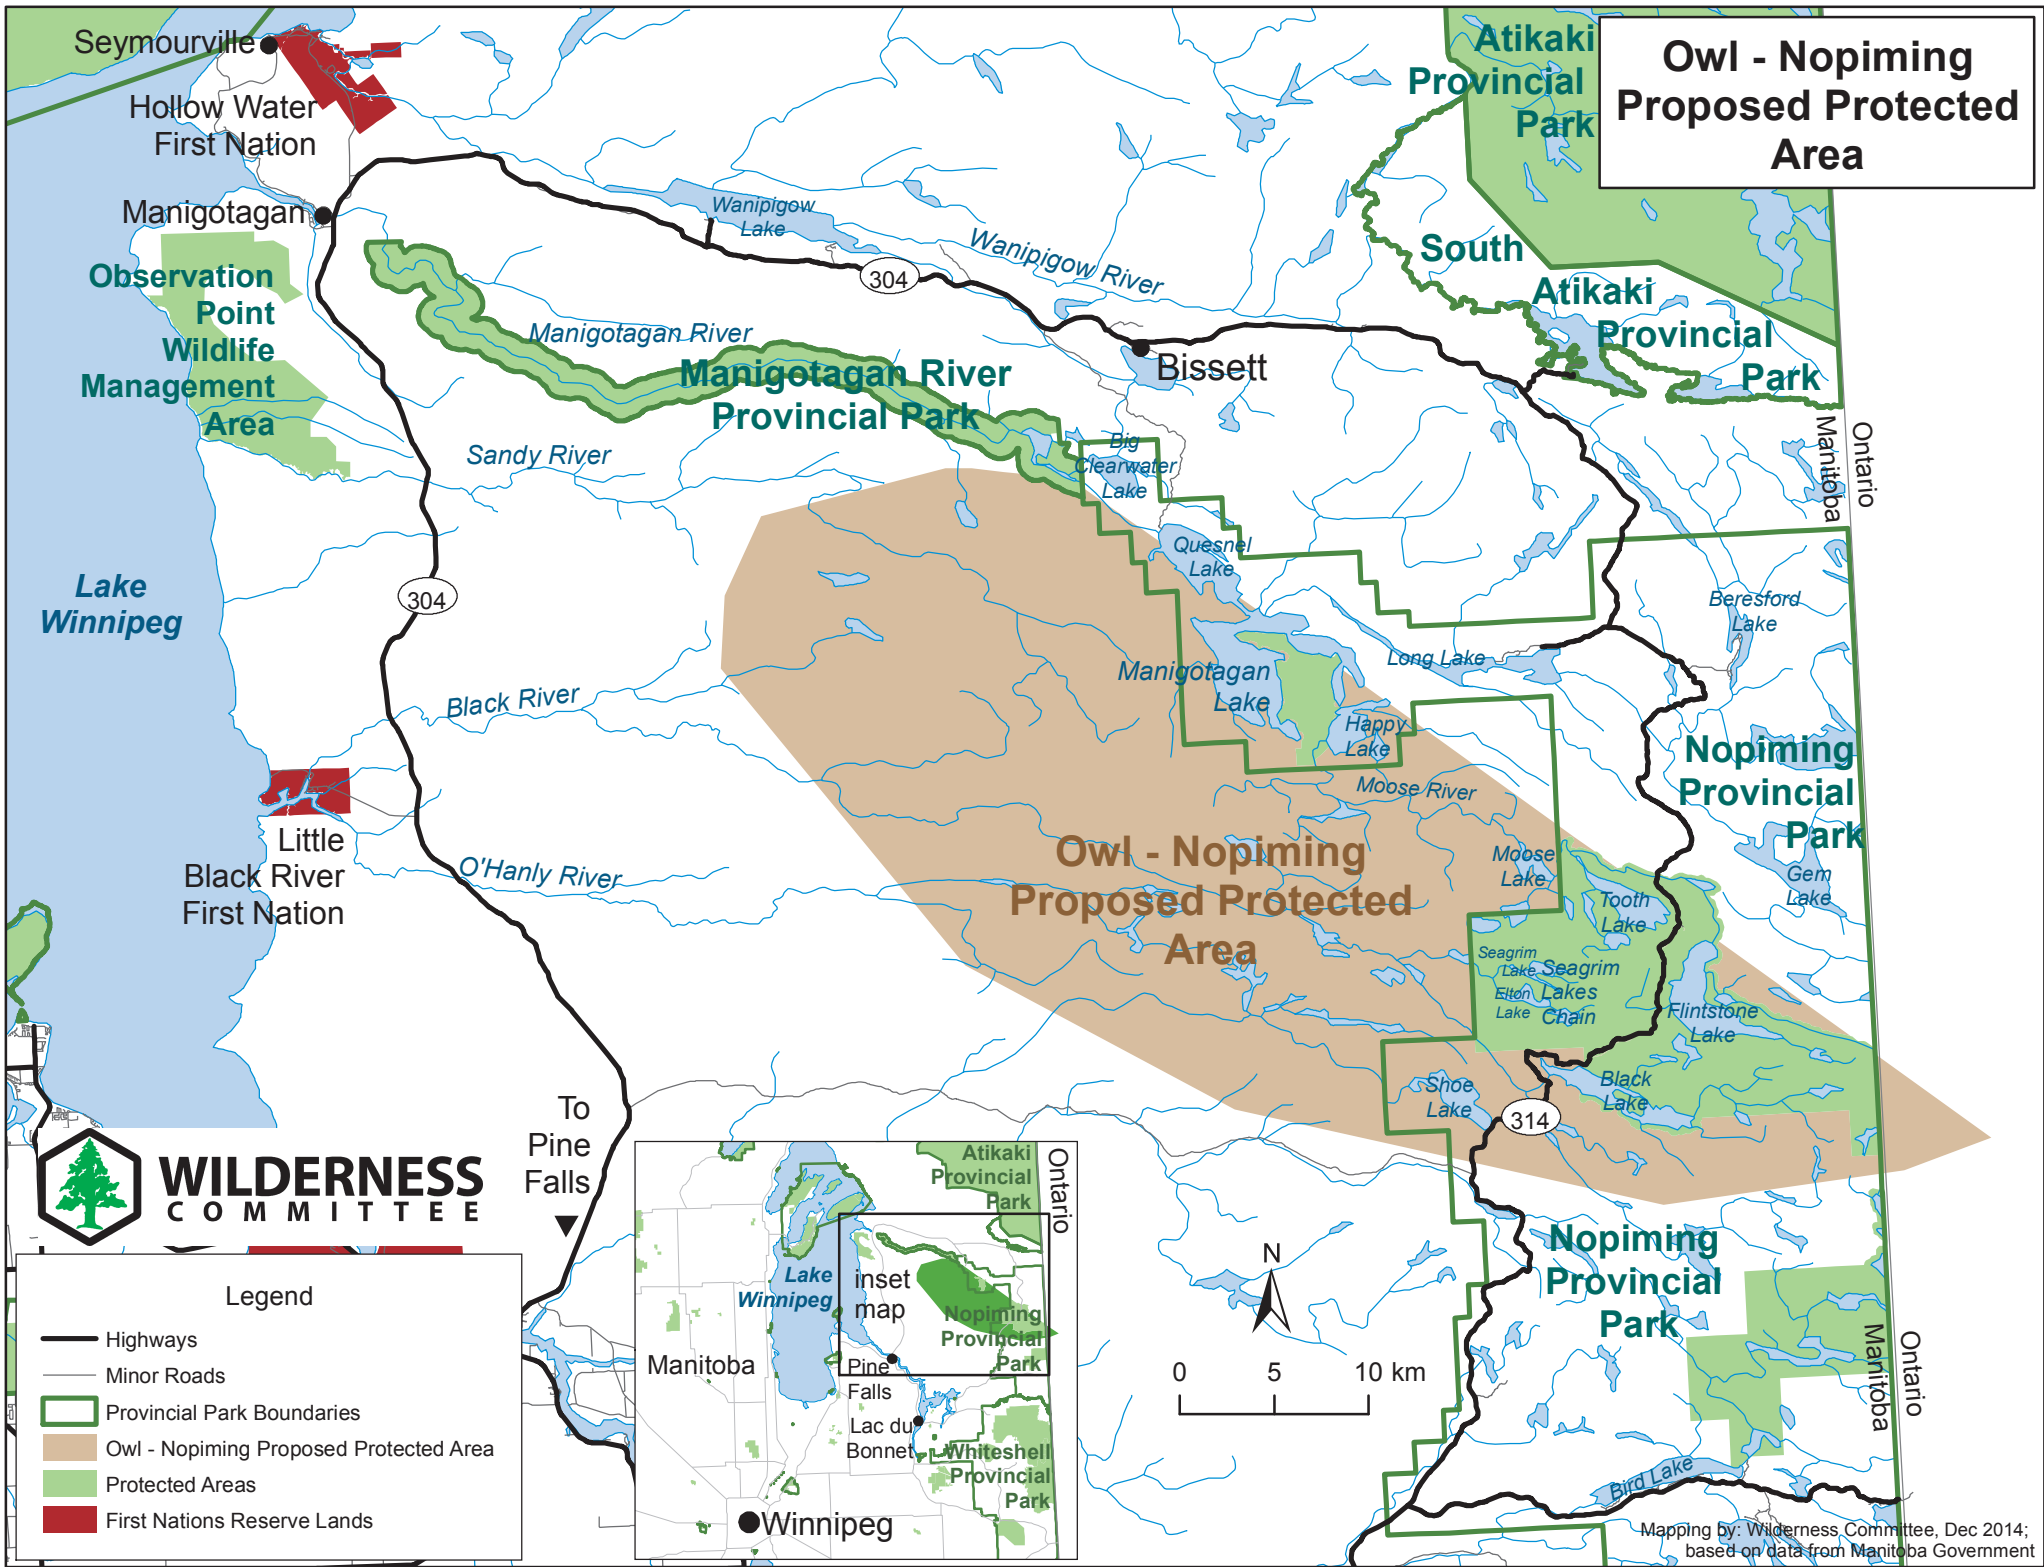 Owl - Nopiming
Proposed Protected
Area
Atikaki
Provincial
Park
Seymourville
Hollow Water
First Nation
Manigotagan
Wanipigow
Lake
Wanipigow River
304
South
Atikaki
Provincial
Park
Observation
Point
Wildlife
Management
Area
Manigotagan River
Manigotagan River
Provincial Park
Bissett
Sandy River
Big
Clearwater
Lake
Ontario
Manitoba
Quesnel
Lake
Lake
Winnipeg
304
Beresford
Lake
Long Lake
Manigotagan
Lake
Happy
Lake
Black River
Moose River
Nopiming
Provincial
Park
Little
Black River
First Nation
O'Hanly River
Owl - Nopiming
Proposed Protected
Area
Moose
Lake
Tooth
Lake
Gem
Lake
Seagrim
Lake
Elton
Lake
Seagrim
Lakes
Chain
Flintstone
Lake
Shoe
Lake
Black
Lake
314
To
Pine
Falls
WILDERNESS
COMMITTEE
Nopiming
Provincial
Park
N
0 5 10 km
Manitoba
Ontario
Bird Lake
Legend
Highways
Minor Roads
Provincial Park Boundaries
Owl - Nopiming Proposed Protected Area
Protected Areas
First Nations Reserve Lands
Atikaki
Provincial
Park
Ontario
Lake
Winnipeg
inset
map
Nopiming
Provincial
Park
Manitoba
Pine
Falls
Lac du
Bonnet
Whiteshell
Provincial
Park
Winnipeg
Mapping by: Wilderness Committee, Dec 2014;
based on data from Manitoba Government